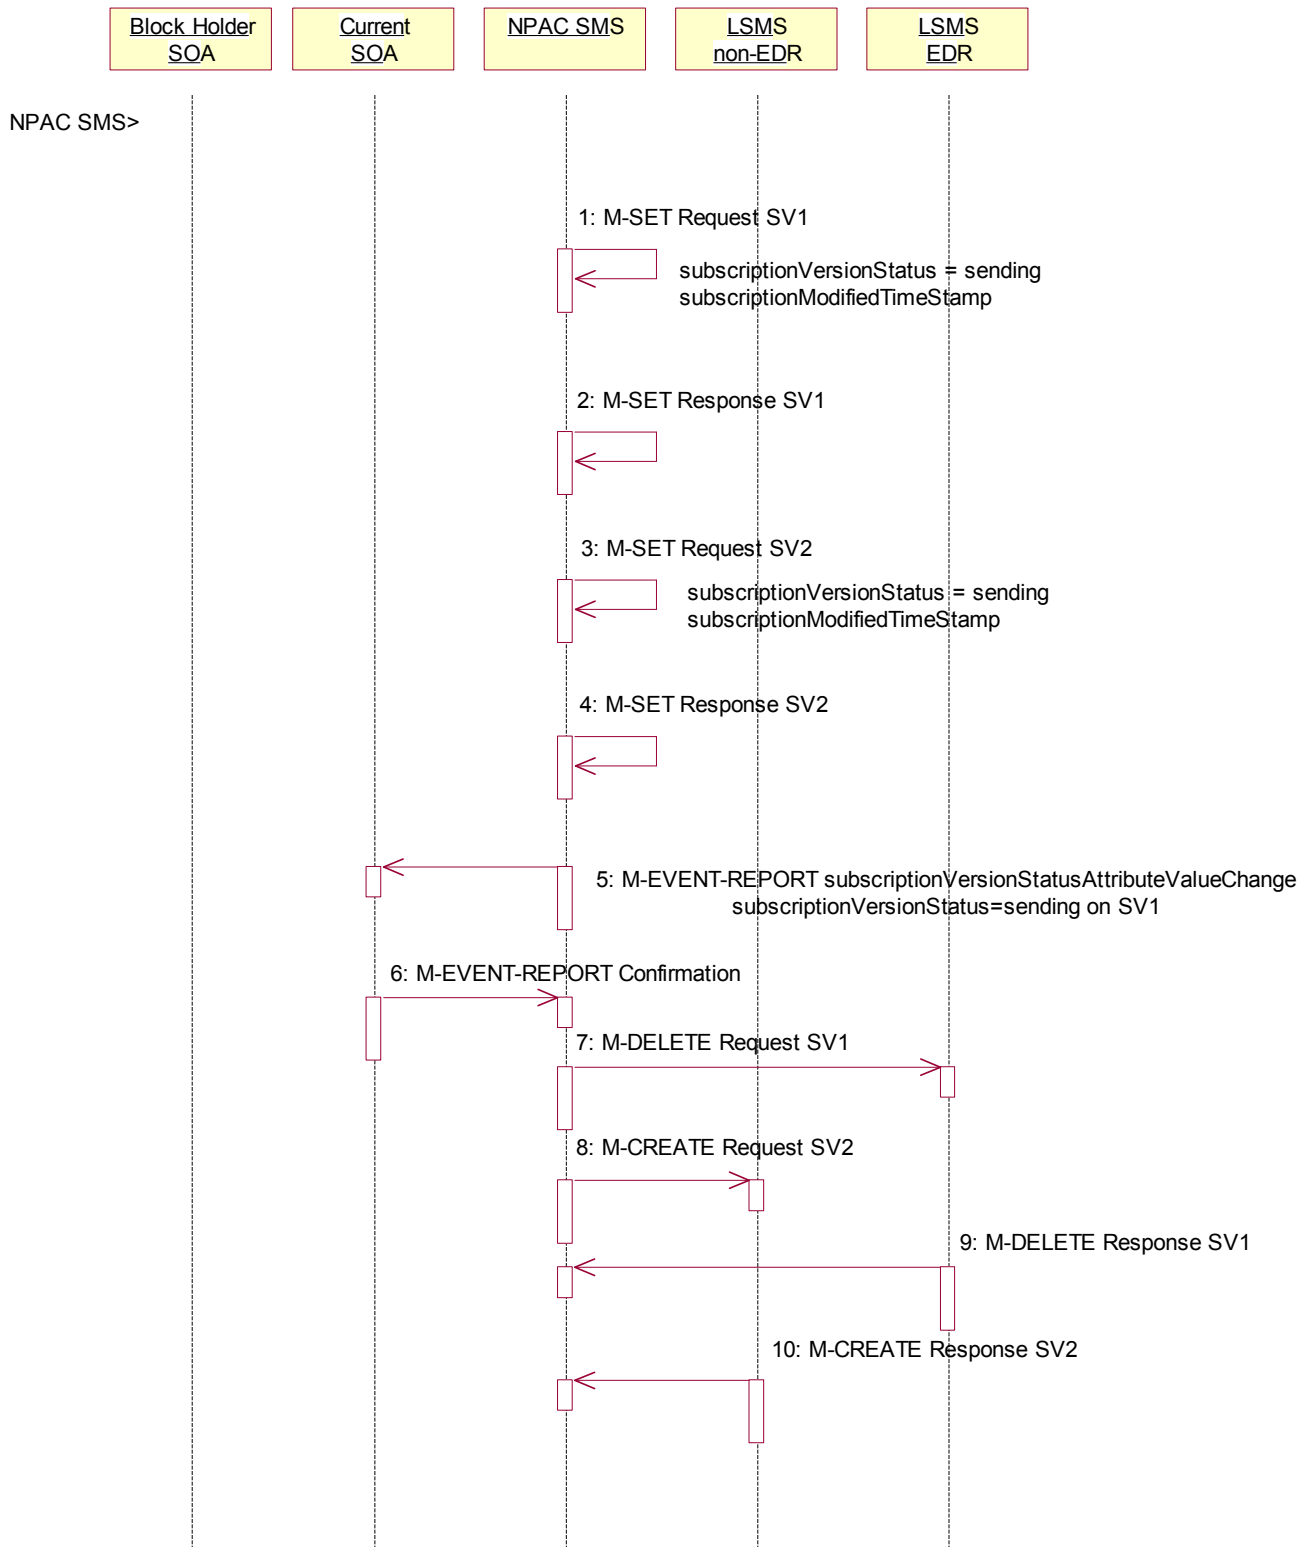 Block Holder
SOA
Current
SOA
NPAC SMS
LSMS
non-EDR
LSMS
EDR
NPAC SMS>
1: M-SET Request SV1
subscriptionVersionStatus = sending
subscriptionModifiedTimeStamp
2: M-SET Response SV1
3: M-SET Request SV2
subscriptionVersionStatus = sending
subscriptionModifiedTimeStamp
4: M-SET Response SV2
5: M-EVENT-REPORT subscriptionVersionStatusAttributeValueChange
subscriptionVersionStatus=sending on SV1
6: M-EVENT-REPORT Confirmation
7: M-DELETE Request SV1
8: M-CREATE Request SV2
9: M-DELETE Response SV1
10: M-CREATE Response SV2